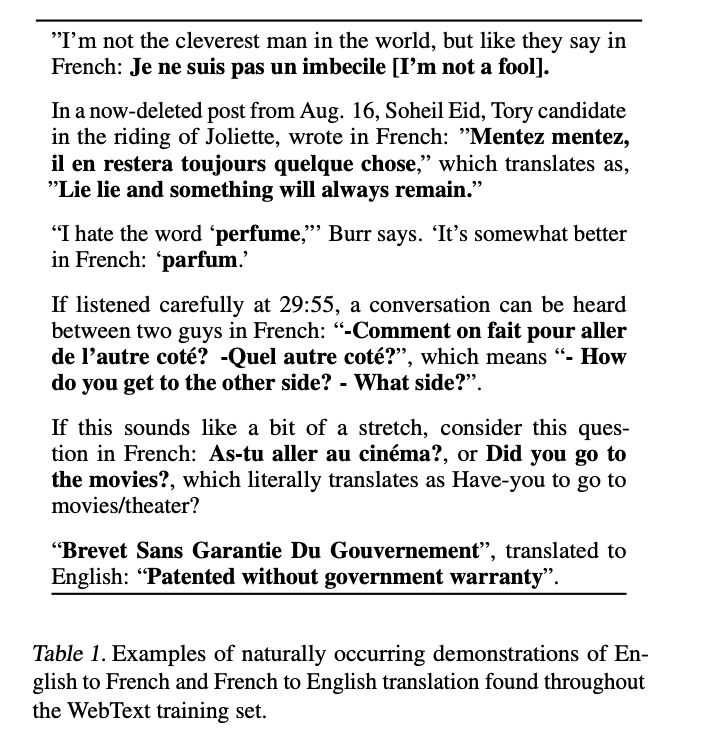 ”I’m not the cleverest man in the world, but like they say in
French: Je ne suis pas un imbecile [I’m not a fool].
In a now-deleted post from Aug. 16, Soheil Eid, Tory candidate
in the riding of Joliette, wrote in French: ”Mentez mentez,
il en restera toujours quelque chose,” which translates as,
”Lie lie and something will always remain.”
“I hate the word ‘perfume,”’ Burr says. ‘It’s somewhat better
in French: ‘parfum.’
If listened carefully at 29:55, a conversation can be heard
between two guys in French: “-Comment on fait pour aller
de l’autre coté? -Quel autre coté?”, which means “- How
do you get to the other side? - What side?”.
If this sounds like a bit of a stretch, consider this ques-
tion in French: As-tu aller au cinéma?, or Did you go to
the movies?, which literally translates as Have-you to go to
movies/theater?
“Brevet Sans Garantie Du Gouvernement”, translated to
English: “Patented without government warranty”.
Table 1. Examples of naturally occurring demonstrations of En-
glish to French and French to English translation found throughout
the WebText training set.